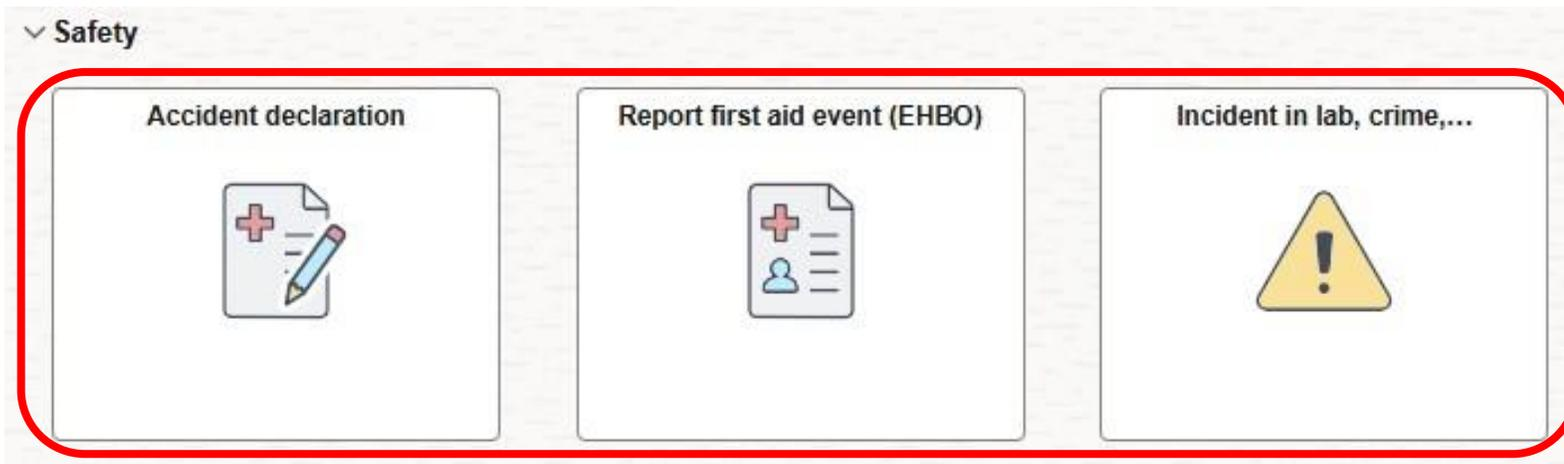 Safety
Accident declaration
Report first aid event (EHBO)
Incident in lab, crime,...